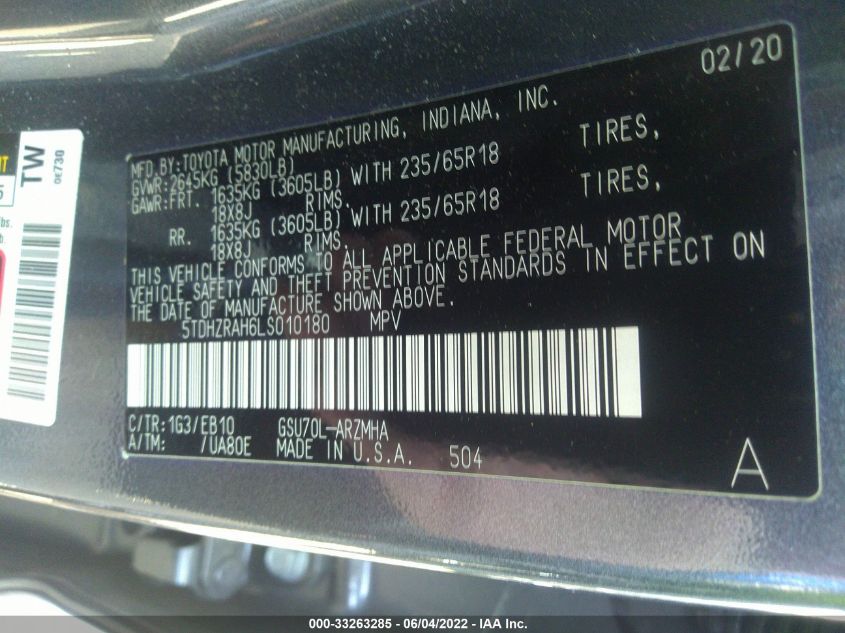 02/20
MFD.BY:TOYOTA MOTOR MANUFACTURING, INDIANA, INC.
GVWR:2645KG (5830LB)
GAWR:FRT. 1635KG (3605LB) WITH 235/65R18 TIRES,
18X8J RIMS.
RR. 1635KG (3605LB) WITH 235/65R18 TIRES,
18X8J RIMS.
THIS VEHICLE CONFORMS TO ALL APPLICABLE FEDERAL MOTOR
VEHICLE SAFETY AND THEFT PREVENTION STANDARDS IN EFFECT ON
THE DATE OF MANUFACTURE SHOWN ABOVE.
5TDHZRAH6LS010180 MPV
C/TR:1G3/EB10 GSU70L-ARZMHA
A/TM: /UA80E MADE IN U.S.A. 504
A
TW
0E730
000-33263285 - 06/04/2022 - IAA Inc.